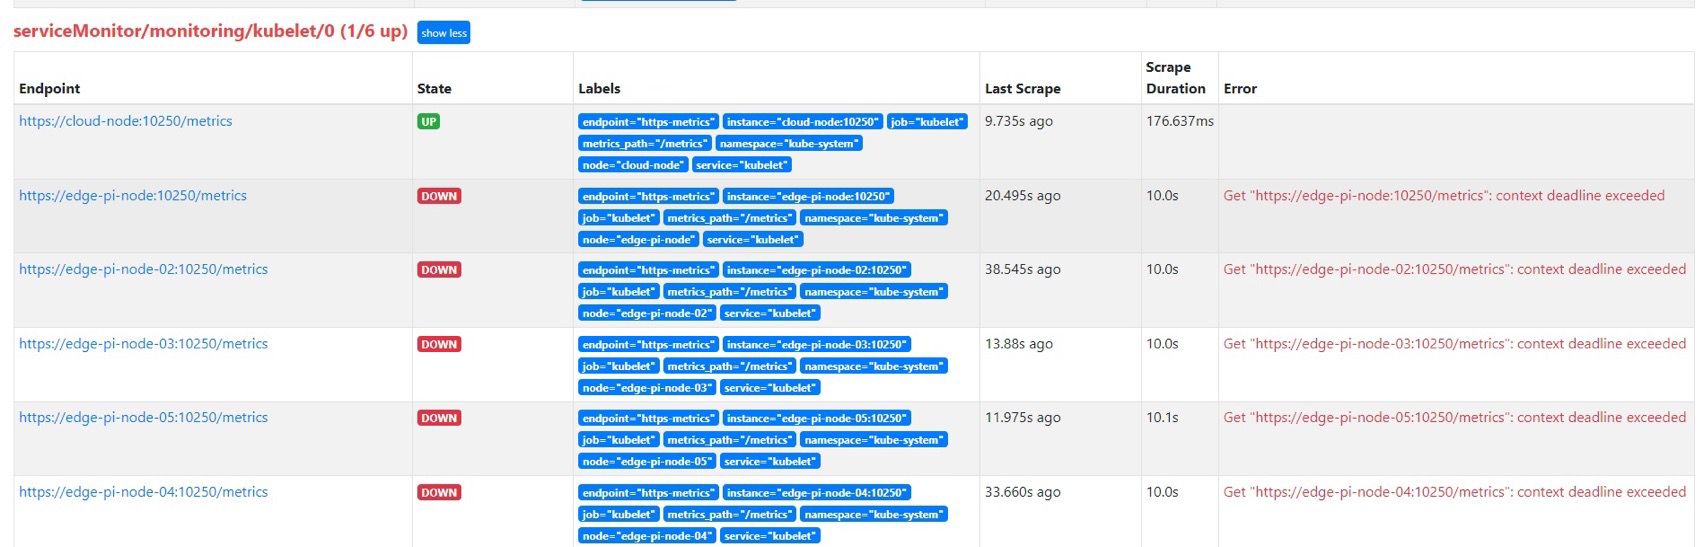 serviceMonitor/monitoring/kubelet/0 (1/6 up) show less
Endpoint State Labels Last Scrape Scrape Duration Error
https://cloud-node:10250/metrics UP endpoint="https-metrics" instance="cloud-node:10250" job="kubelet" 9.735s ago 176.637ms
metrics_path="/metrics" namespace="kube-system"
node="cloud-node" service="kubelet"
https://edge-pi-node:10250/metrics DOWN endpoint="https-metrics" instance="edge-pi-node:10250" 20.495s ago 10.0s Get "https://edge-pi-node:10250/metrics": context deadline exceeded
job="kubelet" metrics_path="/metrics" namespace="kube-system"
node="edge-pi-node" service="kubelet"
https://edge-pi-node-02:10250/metrics DOWN endpoint="https-metrics" instance="edge-pi-node-02:10250" 38.545s ago 10.0s Get "https://edge-pi-node-02:10250/metrics": context deadline exceeded
job="kubelet" metrics_path="/metrics" namespace="kube-system"
node="edge-pi-node-02" service="kubelet"
https://edge-pi-node-03:10250/metrics DOWN endpoint="https-metrics" instance="edge-pi-node-03:10250" 13.88s ago 10.0s Get "https://edge-pi-node-03:10250/metrics": context deadline exceeded
job="kubelet" metrics_path="/metrics" namespace="kube-system"
node="edge-pi-node-03" service="kubelet"
https://edge-pi-node-05:10250/metrics DOWN endpoint="https-metrics" instance="edge-pi-node-05:10250" 11.975s ago 10.1s Get "https://edge-pi-node-05:10250/metrics": context deadline exceeded
job="kubelet" metrics_path="/metrics" namespace="kube-system"
node="edge-pi-node-05" service="kubelet"
https://edge-pi-node-04:10250/metrics DOWN endpoint="https-metrics" instance="edge-pi-node-04:10250" 33.660s ago 10.0s Get "https://edge-pi-node-04:10250/metrics": context deadline exceeded
job="kubelet" metrics_path="/metrics" namespace="kube-system"
node="edge-pi-node-04" service="kubelet"